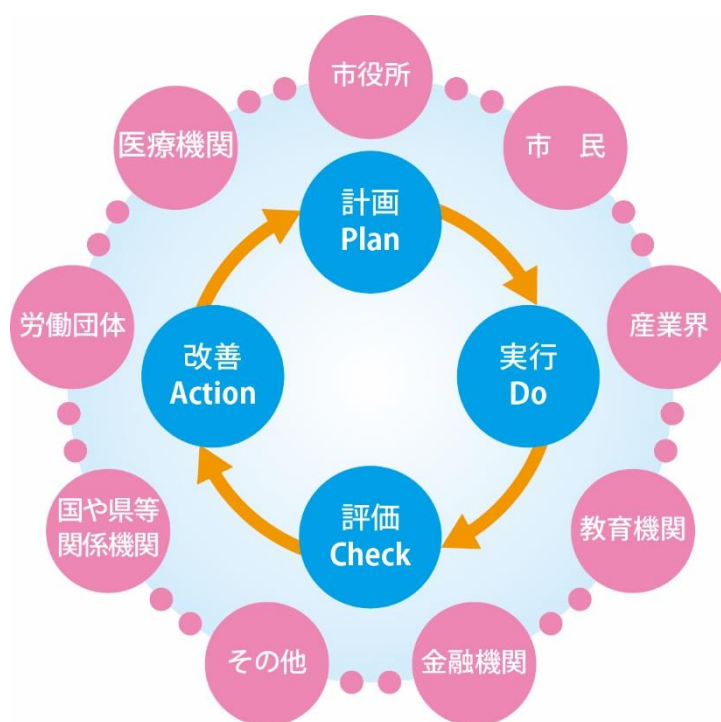 市役所
市　民
産業界
教育機関
金融機関
その他
国や県等
関係機関
労働団体
医療機関
計画
Plan
実行
Do
評価
Check
改善
Action